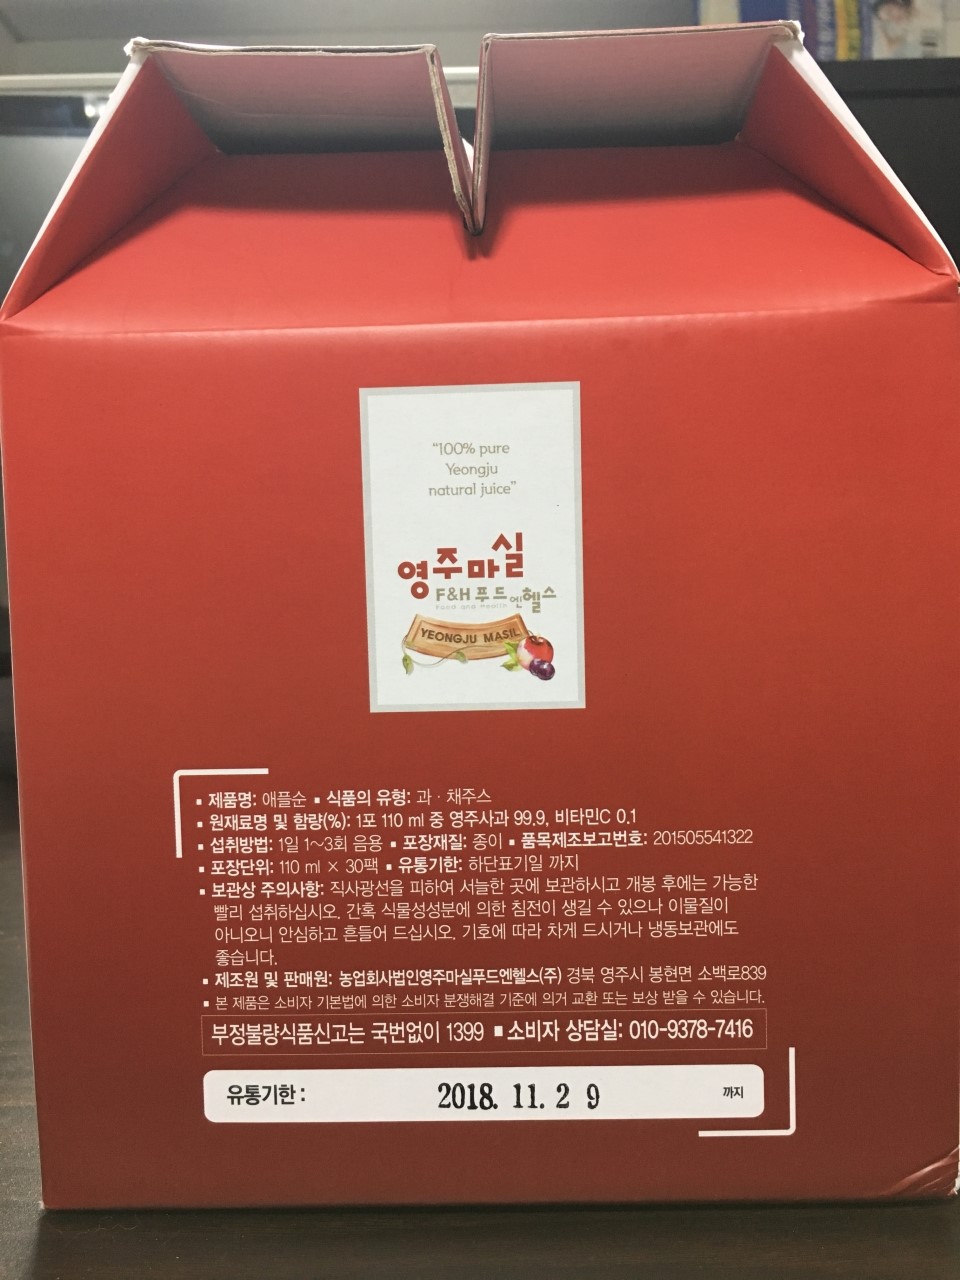 “100% pure
Yeongju
natural juice”
영주마실
F&H 푸드엔헬스
Food and Health
YEONGJU MASIL
▪ 제품명: 애플순 ▪ 식품의 유형: 과 · 채주스
▪ 원재료명 및 함량(%): 1포 110 ml 중 영주사과 99.9, 비타민C 0.1
▪ 섭취방법: 1일 1~3회 음용 ▪ 포장재질: 종이 ▪ 품목제조보고번호: 201505541322
▪ 포장단위: 110 ml × 30팩 ▪ 유통기한: 하단표기일 까지
▪ 보관상 주의사항: 직사광선을 피하여 서늘한 곳에 보관하시고 개봉 후에는 가능한
빨리 섭취하십시오. 간혹 식물성성분에 의한 침전이 생길 수 있으나 이물질이
아니오니 안심하고 흔들어 드십시오. 기호에 따라 차게 드시거나 냉동보관에도
좋습니다.
▪ 제조원 및 판매원: 농업회사법인영주마실푸드엔헬스(주) 경북 영주시 봉현면 소백로839
▪ 본 제품은 소비자 기본법에 의한 소비자 분쟁해결 기준에 의거 교환 또는 보상 받을 수 있습니다.
부정불량식품신고는 국번없이 1399 ■ 소비자 상담실: 010-9378-7416
유통기한 : 2018. 11. 2 9 까지